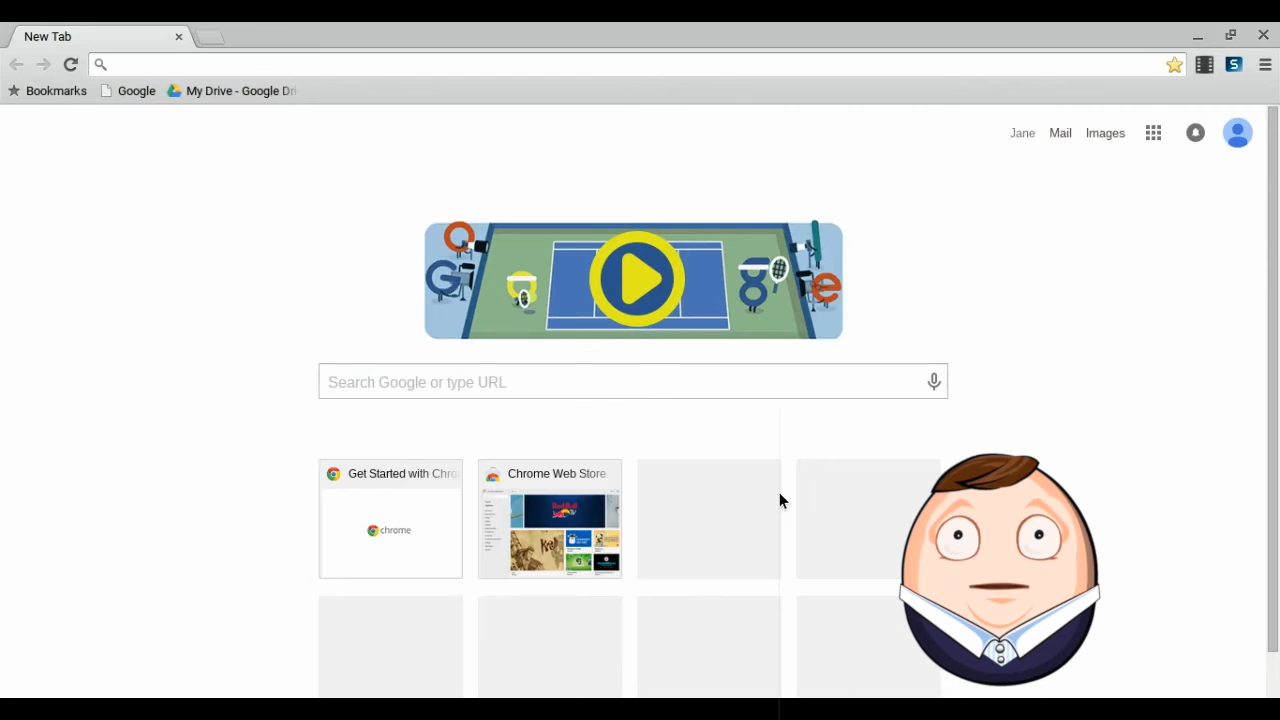 New Tab
Bookmarks Google My Drive - Google Dri
Jane Mail Images
Search Google or type URL
Get Started with Chro Chrome Web Store
chrome